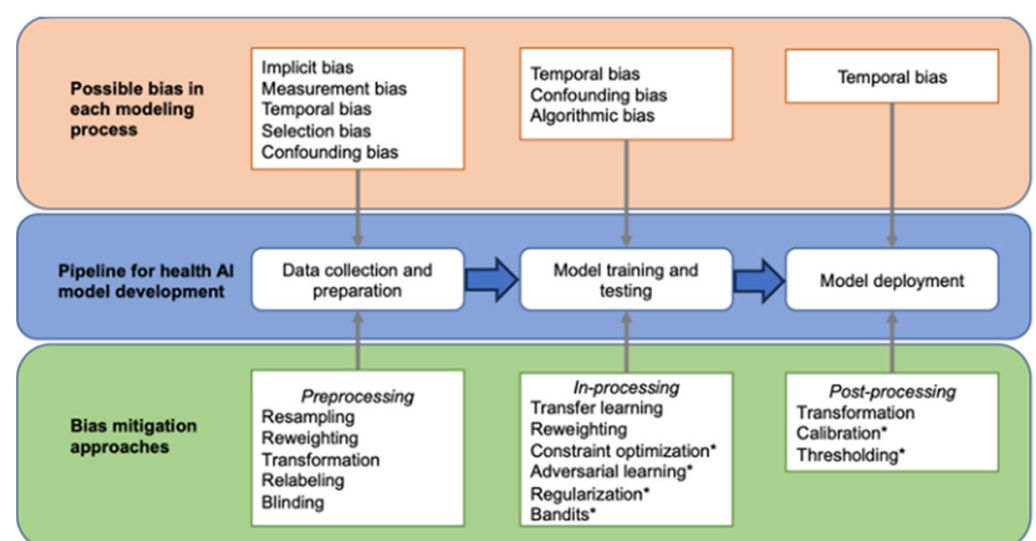 Possible bias in
each modeling
process
Implicit bias
Measurement bias
Temporal bias
Selection bias
Confounding bias
Temporal bias
Confounding bias
Algorithmic bias
Temporal bias
Pipeline for health AI
model development
Data collection and
preparation
Model training and
testing
Model deployment
Bias mitigation
approaches
Preprocessing
Resampling
Reweighting
Transformation
Relabeling
Blinding
In-processing
Transfer learning
Reweighting
Constraint optimization*
Adversarial learning*
Regularization*
Bandits*
Post-processing
Transformation
Calibration*
Thresholding*